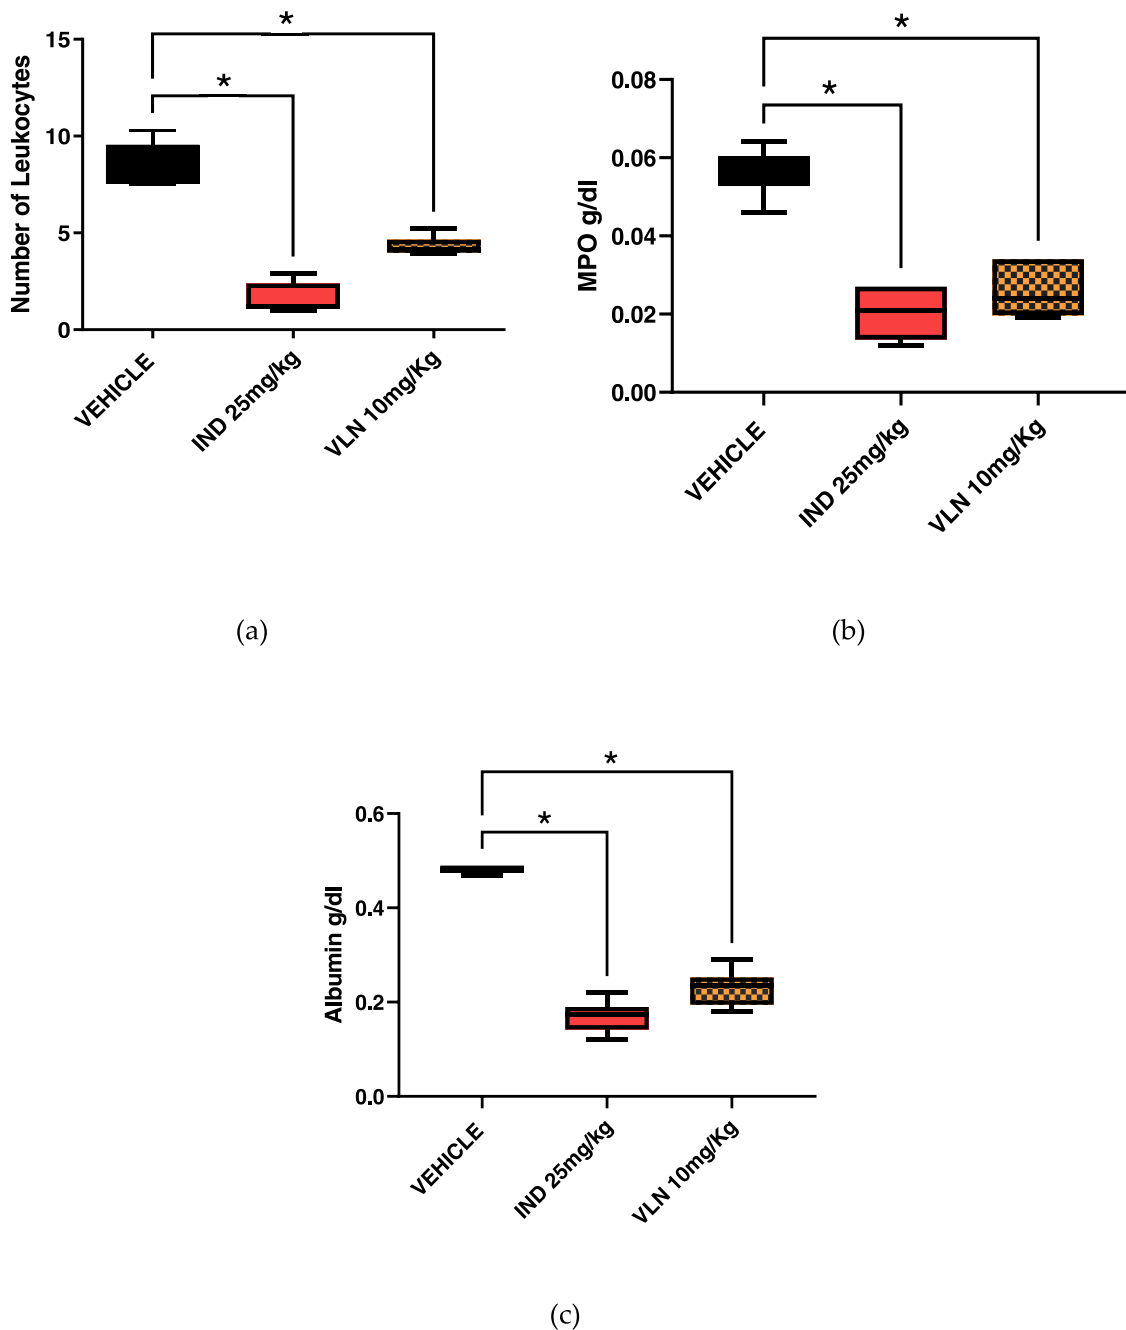 *
*
15
10
5
0
Number of Leukocytes
VEHICLE
IND 25mg/kg
VLN 10mg/Kg
(a)
*
*
0.08
0.06
0.04
0.02
0.00
MPO g/dl
VEHICLE
IND 25mg/kg
VLN 10mg/Kg
(b)
*
*
0.6
0.4
0.2
0.0
Albumin g/dl
VEHICLE
IND 25mg/kg
VLN 10mg/Kg
(c)